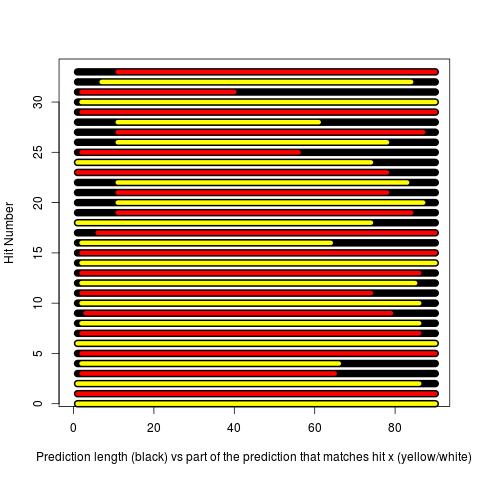 Hit Number
30
25
20
15
10
5
0
0 20 40 60 80
Prediction length (black) vs part of the prediction that matches hit x (yellow/white)